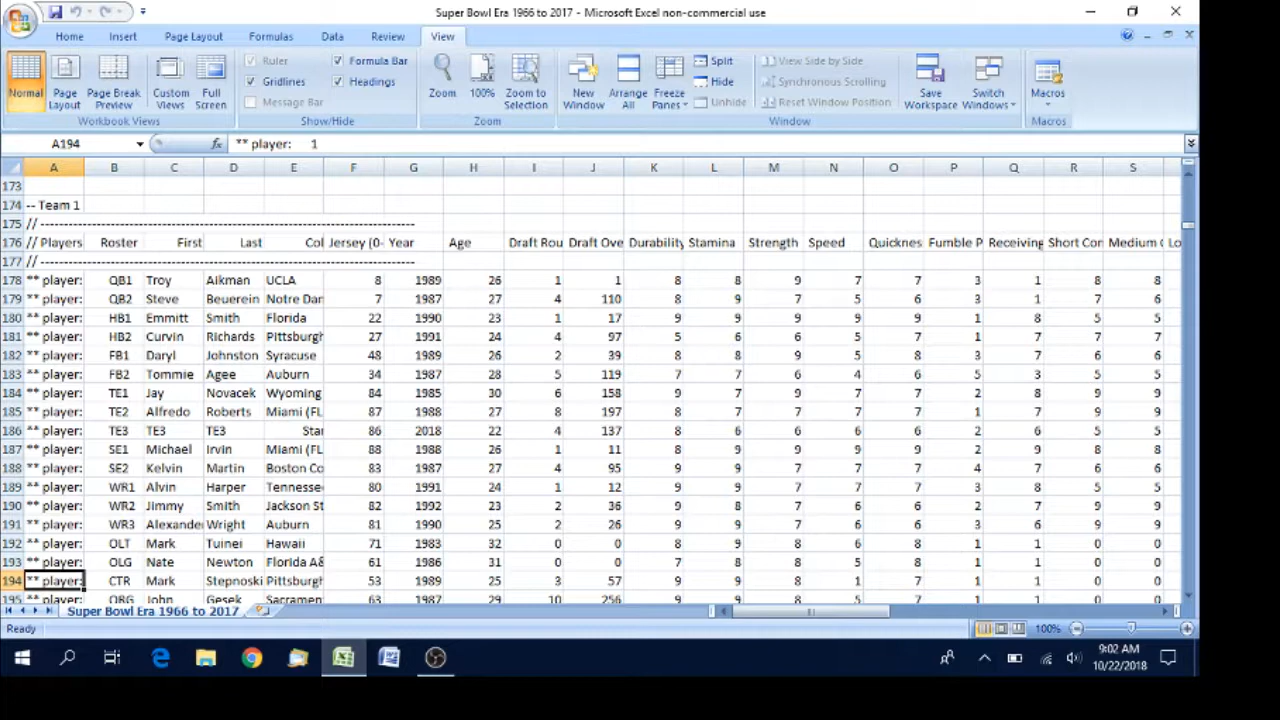 Super Bowl Era 1966 to 2017 - Microsoft Excel non-commercial use
Home Insert Page Layout Formulas Data Review View
Normal Page Layout Page Break Preview Custom Views Full Screen
Workbook Views
Ruler Formula Bar
Gridlines Headings
Message Bar
Show/Hide
Zoom 100% Zoom to Selection
Zoom
New Window Arrange All Freeze Panes
Split
Hide
Unhide
View Side by Side
Synchronous Scrolling
Reset Window Position
Window
Save Workspace Switch Windows
Macros
Macros
A194 fx ** player: 1
A B C D E F G H I J K L M N O P Q R S
173
174 -- Team 1
175 // ---------------------------------------------------------------------------
176 // Players Roster First Last Col Jersey (0- Year Age Draft Rou Draft Ove Durability Stamina Strength Speed Quicknes Fumble P Receiving Short Con Medium C Lo
177 // ---------------------------------------------------------------------------
178 ** player: QB1 Troy Aikman UCLA 8 1989 26 1 1 8 8 9 7 7 3 1 8 8
179 ** player: QB2 Steve Beuerein Notre Dan 7 1987 27 4 110 8 9 7 5 6 3 1 7 6
180 ** player: HB1 Emmitt Smith Florida 22 1990 23 1 17 9 9 9 9 9 1 8 5 5
181 ** player: HB2 Curvin Richards Pittsburgh 27 1991 24 4 97 5 6 6 5 7 1 7 7 7
182 ** player: FB1 Daryl Johnston Syracuse 48 1989 26 2 39 8 8 9 5 8 3 7 6 6
183 ** player: FB2 Tommie Agee Auburn 34 1987 28 5 119 7 7 6 4 6 5 3 5 5
184 ** player: TE1 Jay Novacek Wyoming 84 1985 30 6 158 9 7 9 7 7 2 8 9 9
185 ** player: TE2 Alfredo Roberts Miami (FL 87 1988 27 8 197 8 7 7 7 7 1 7 9 9
186 ** player: TE3 TE3 TE3 Star 86 2018 22 4 137 8 6 6 6 6 2 6 5 5
187 ** player: SE1 Michael Irvin Miami (FL 88 1988 26 1 11 9 9 9 9 9 2 9 8 8
188 ** player: SE2 Kelvin Martin Boston Co 83 1987 27 4 95 9 9 7 7 7 4 7 6 6
189 ** player: WR1 Alvin Harper Tennesse 80 1991 24 1 12 9 9 7 7 7 3 8 5 5
190 ** player: WR2 Jimmy Smith Jackson St 82 1992 23 2 36 9 8 7 6 6 2 7 9 9
191 ** player: WR3 Alexander Wright Auburn 81 1990 25 2 26 9 9 7 6 6 3 6 9 9
192 ** player: OLT Mark Tuinei Hawaii 71 1983 32 0 0 8 9 8 6 8 1 1 0 0
193 ** player: OLG Nate Newton Florida A& 61 1986 31 0 0 7 8 8 5 8 1 1 0 0
194 ** player: CTR Mark Stepnoski Pittsburgh 53 1989 25 3 57 9 9 8 1 7 1 1 0 0
195 ** player: ORG John Gesek Sacramen 63 1987 29 10 256 9 9 8 5 7 1 1 0 0
Super Bowl Era 1966 to 2017
Ready 100%
9:02 AM
10/22/2018